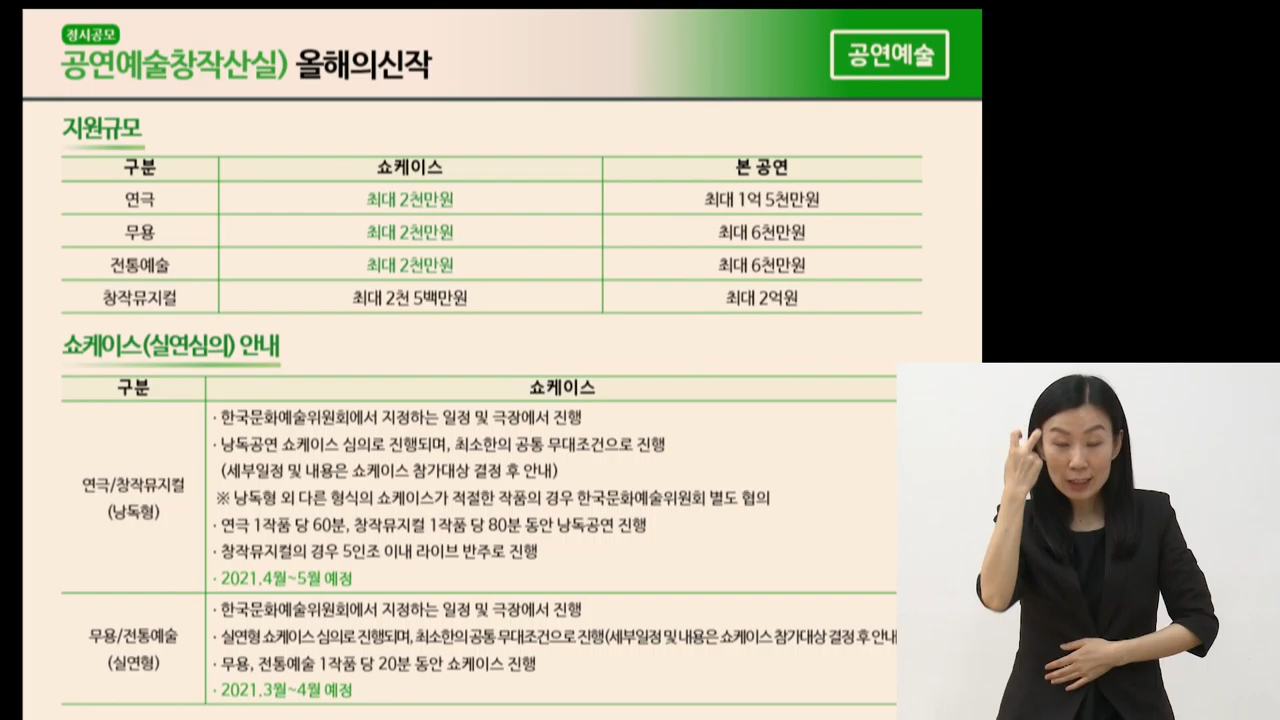 정시공모
공연예술창작산실) 올해의신작
공연예술
지원규모
구분 쇼케이스 본 공연
연극 최대 2천만원 최대 1억 5천만원
무용 최대 2천만원 최대 6천만원
전통예술 최대 2천만원 최대 6천만원
창작뮤지컬 최대 2천 5백만원 최대 2억원
쇼케이스(실연심의) 안내
구분 쇼케이스
연극/창작뮤지컬
(낭독형)
· 한국문화예술위원회에서 지정하는 일정 및 극장에서 진행
· 낭독공연 쇼케이스 심의로 진행되며, 최소한의 공통 무대조건으로 진행
(세부일정 및 내용은 쇼케이스 참가대상 결정 후 안내)
※ 낭독형 외 다른 형식의 쇼케이스가 적절한 작품의 경우 한국문화예술위원회 별도 협의
· 연극 1작품 당 60분, 창작뮤지컬 1작품 당 80분 동안 낭독공연 진행
· 창작뮤지컬의 경우 5인조 이내 라이브 반주로 진행
· 2021.4월~5월 예정
무용/전통예술
(실연형)
· 한국문화예술위원회에서 지정하는 일정 및 극장에서 진행
· 실연형 쇼케이스 심의로 진행되며, 최소한의 공통 무대조건으로 진행(세부일정 및 내용은 쇼케이스 참가대상 결정 후 안내
· 무용, 전통예술 1작품 당 20분 동안 쇼케이스 진행
· 2021.3월~4월 예정